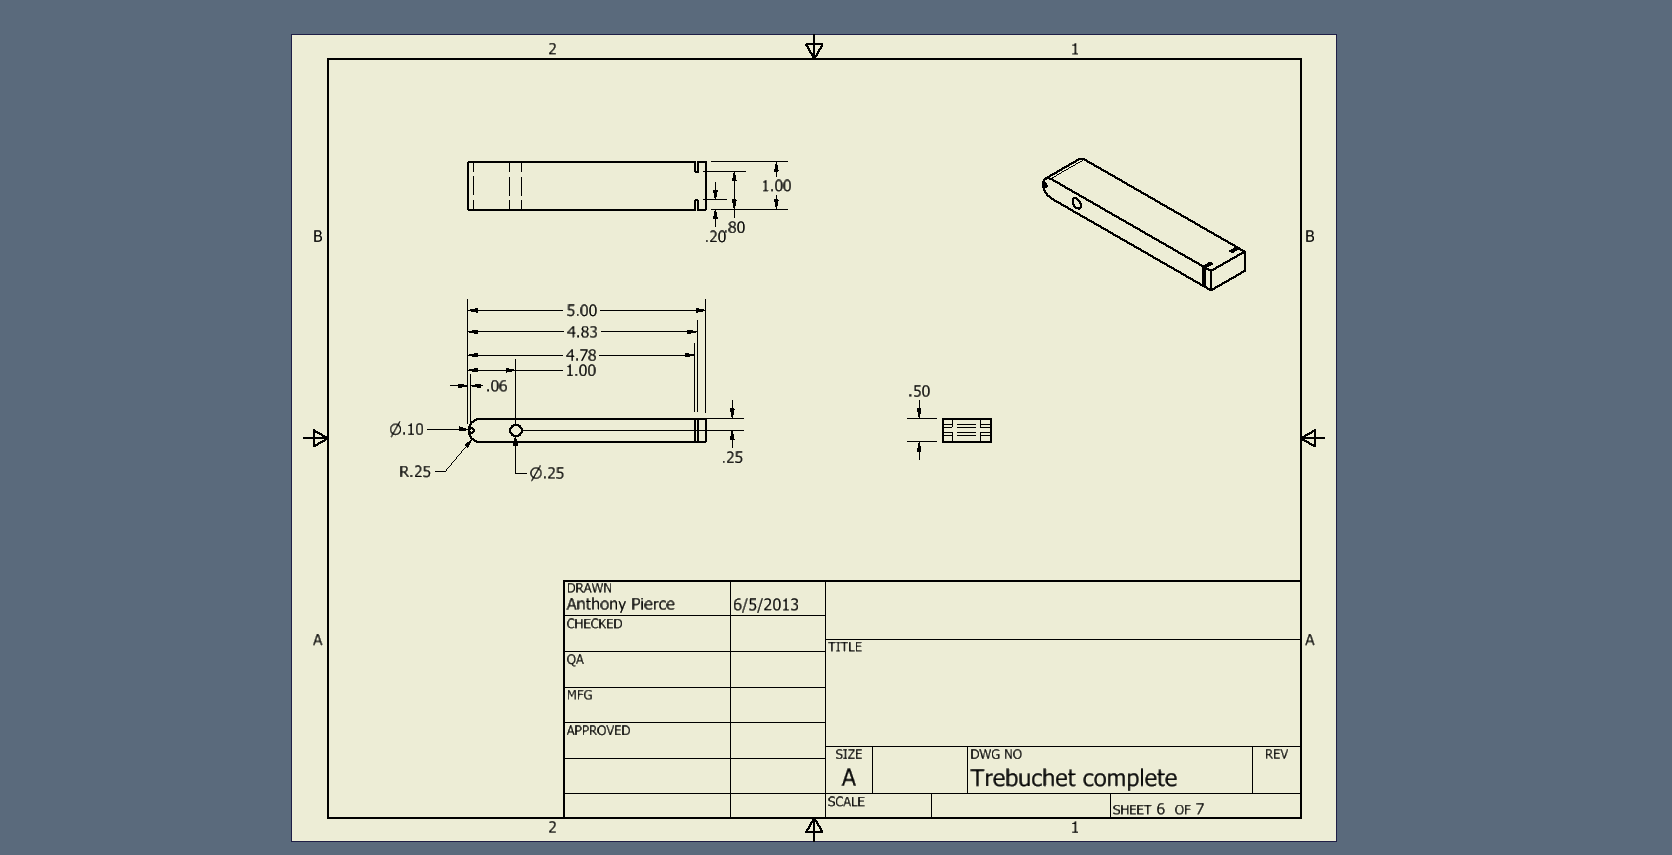 2 1
B B
1.00
.80
.20
5.00
4.83
4.78
1.00
.06
.50
Ø.10
.25
R.25
Ø.25
A A
DRAWN
Anthony Pierce 6/5/2013
CHECKED
QA
MFG
APPROVED
TITLE
SIZE
A
DWG NO
Trebuchet complete
REV
SCALE
SHEET 6 OF 7
2 1